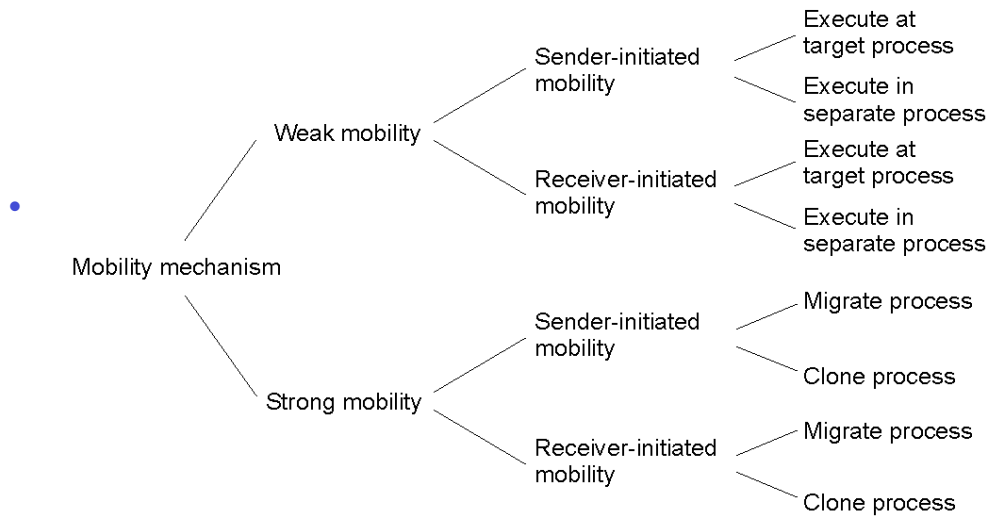 Execute at
target process
Sender-initiated
mobility
Execute in
separate process
Weak mobility
Execute at
target process
Receiver-initiated
mobility
Execute in
separate process
Mobility mechanism
Migrate process
Sender-initiated
mobility
Clone process
Strong mobility
Migrate process
Receiver-initiated
mobility
Clone process